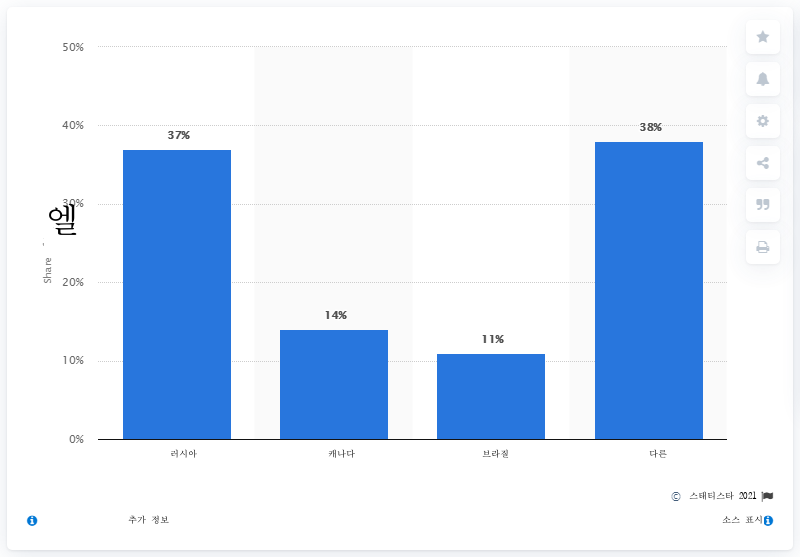 50%
40%
38%
37%
30%
엘
Share
20%
14%
11%
10%
0%
러시아 캐나다 브라질 다른
© 스태티스타 2021
추가 정보 소스 표시